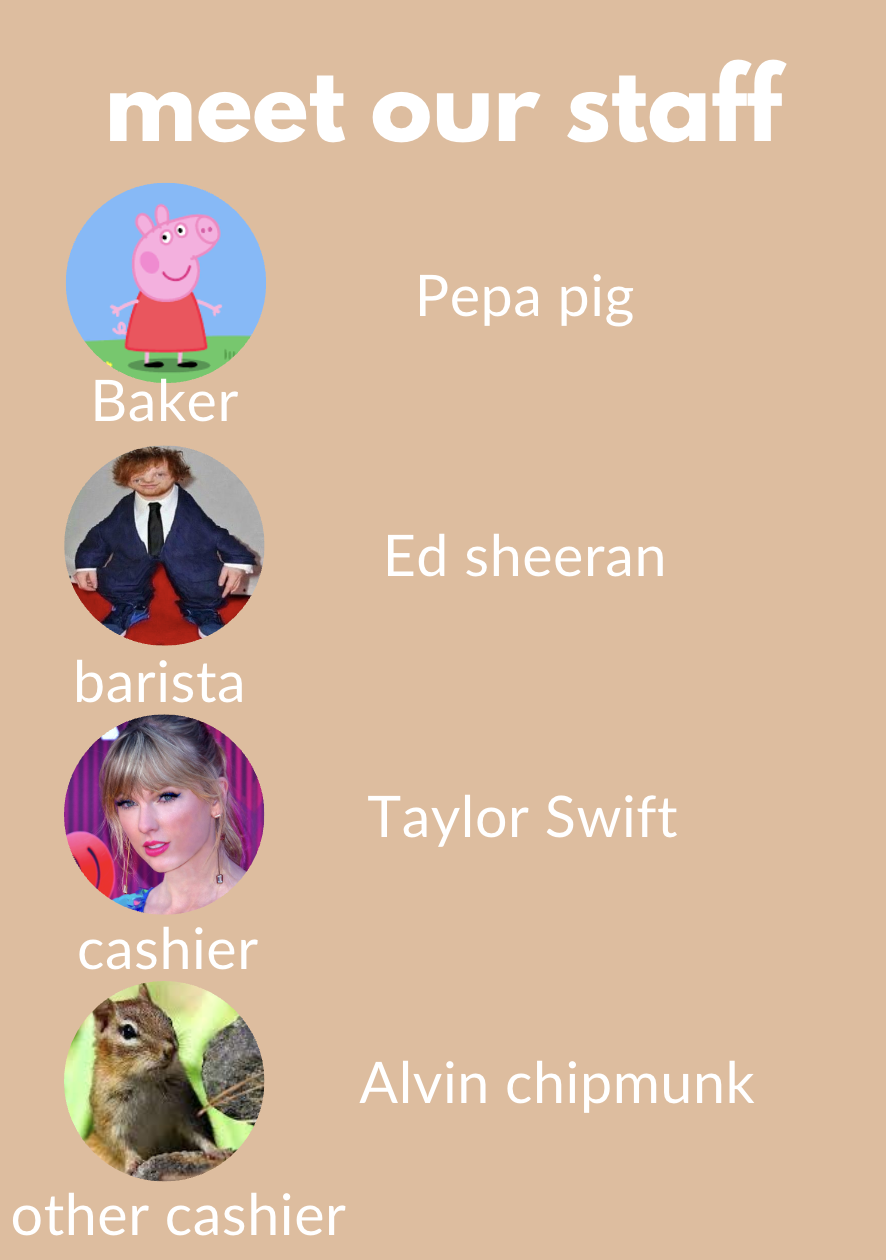 meet our staff
Pepa pig
Baker
Ed sheeran
barista
Taylor Swift
cashier
Alvin chipmunk
other cashier